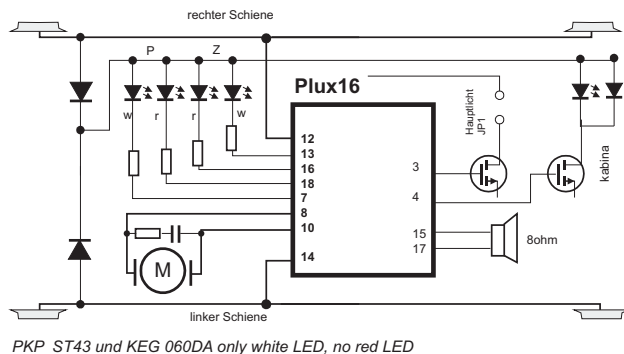 rechter Schiene
P
Z
w
r
r
w
Plux16
Hauptlicht
JP1
kabina
12
13
16
18
7
8
10
14
3
4
15
17
8ohm
M
linker Schiene
PKP ST43 und KEG 060DA only white LED, no red LED